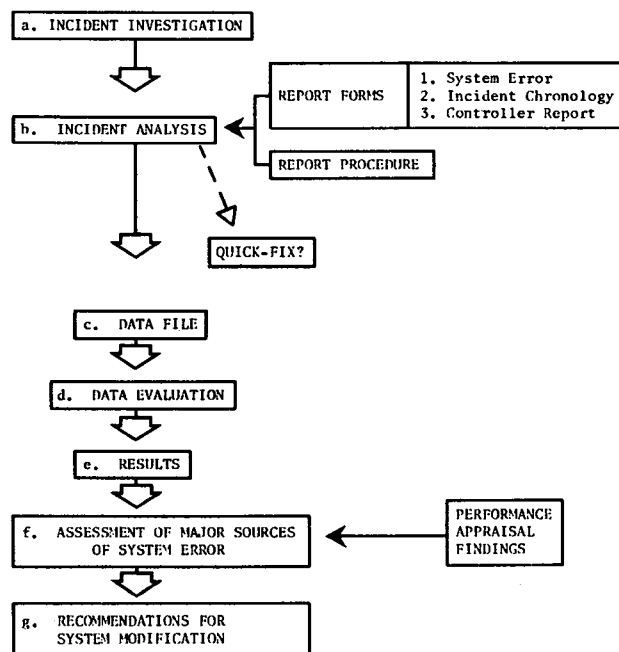 a. INCIDENT INVESTIGATION
b. INCIDENT ANALYSIS
REPORT FORMS
1. System Error
2. Incident Chronology
3. Controller Report
REPORT PROCEDURE
QUICK-FIX?
c. DATA FILE
d. DATA EVALUATION
e. RESULTS
f. ASSESSMENT OF MAJOR SOURCES
OF SYSTEM ERROR
PERFORMANCE
APPRAISAL
FINDINGS
g. RECOMMENDATIONS FOR
SYSTEM MODIFICATION